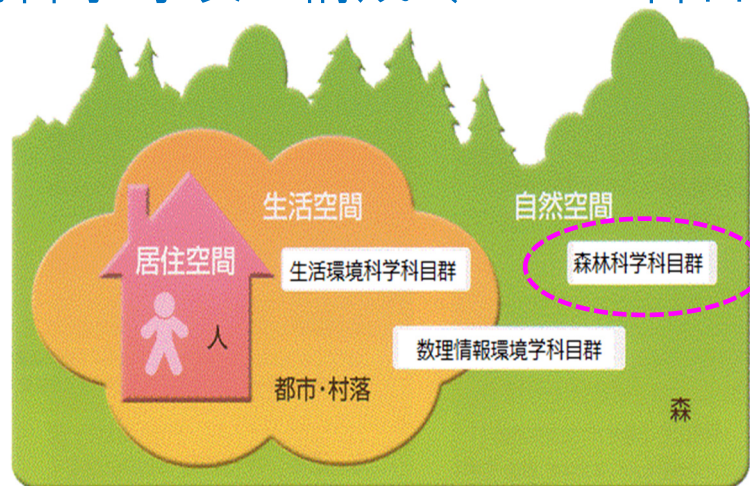 生活空間
自然空間
居住空間
生活環境科学科目群
森林科学科目群
人
数理情報環境学科目群
都市・村落
森